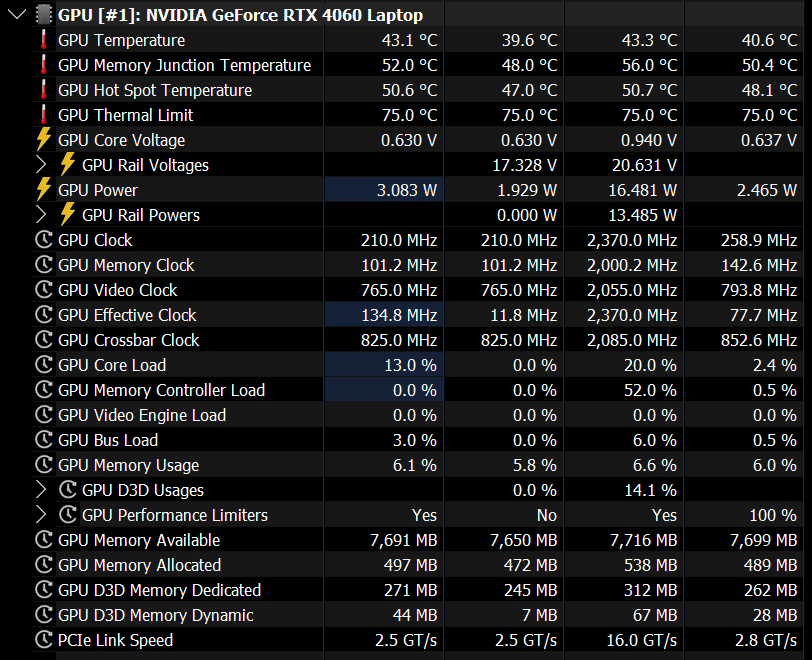 GPU [#1]: NVIDIA GeForce RTX 4060 Laptop
GPU Temperature 43.1 °C 39.6 °C 43.3 °C 40.6 °C
GPU Memory Junction Temperature 52.0 °C 48.0 °C 56.0 °C 50.4 °C
GPU Hot Spot Temperature 50.6 °C 47.0 °C 50.7 °C 48.1 °C
GPU Thermal Limit 75.0 °C 75.0 °C 75.0 °C 75.0 °C
GPU Core Voltage 0.630 V 0.630 V 0.940 V 0.637 V
GPU Rail Voltages 17.328 V 20.631 V
GPU Power 3.083 W 1.929 W 16.481 W 2.465 W
GPU Rail Powers 0.000 W 13.485 W
GPU Clock 210.0 MHz 210.0 MHz 2,370.0 MHz 258.9 MHz
GPU Memory Clock 101.2 MHz 101.2 MHz 2,000.2 MHz 142.6 MHz
GPU Video Clock 765.0 MHz 765.0 MHz 2,055.0 MHz 793.8 MHz
GPU Effective Clock 134.8 MHz 11.8 MHz 2,370.0 MHz 77.7 MHz
GPU Crossbar Clock 825.0 MHz 825.0 MHz 2,085.0 MHz 852.6 MHz
GPU Core Load 13.0 % 0.0 % 20.0 % 2.4 %
GPU Memory Controller Load 0.0 % 0.0 % 52.0 % 0.5 %
GPU Video Engine Load 0.0 % 0.0 % 0.0 % 0.0 %
GPU Bus Load 3.0 % 0.0 % 6.0 % 0.5 %
GPU Memory Usage 6.1 % 5.8 % 6.6 % 6.0 %
GPU D3D Usages 0.0 % 14.1 %
GPU Performance Limiters Yes No Yes 100 %
GPU Memory Available 7,691 MB 7,650 MB 7,716 MB 7,699 MB
GPU Memory Allocated 497 MB 472 MB 538 MB 489 MB
GPU D3D Memory Dedicated 271 MB 245 MB 312 MB 262 MB
GPU D3D Memory Dynamic 44 MB 7 MB 67 MB 28 MB
PCIe Link Speed 2.5 GT/s 2.5 GT/s 16.0 GT/s 2.8 GT/s